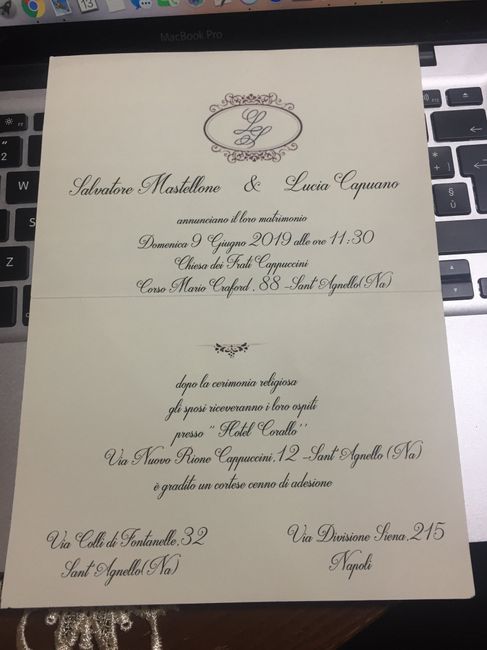 MacBook Pro
LS
Salvatore Mastellone & Lucia Capuano
annunciano il loro matrimonio
Domenica 9 Giugno 2019 alle ore 11:30
Chiesa dei Frati Cappuccini
Corso Mario Craford , 88 -Sant'Agnello(Na)
dopo la cerimonia religiosa
gli sposi riceveranno i loro ospiti
presso " Hotel Corallo''
Via Nuovo Rione Cappuccini,12 -Sant'Agnello (Na)
è gradito un cortese cenno di adesione
Via Colli di Fontanelle,32
Sant'Agnello(Na)
Via Divisione Siena,215
Napoli